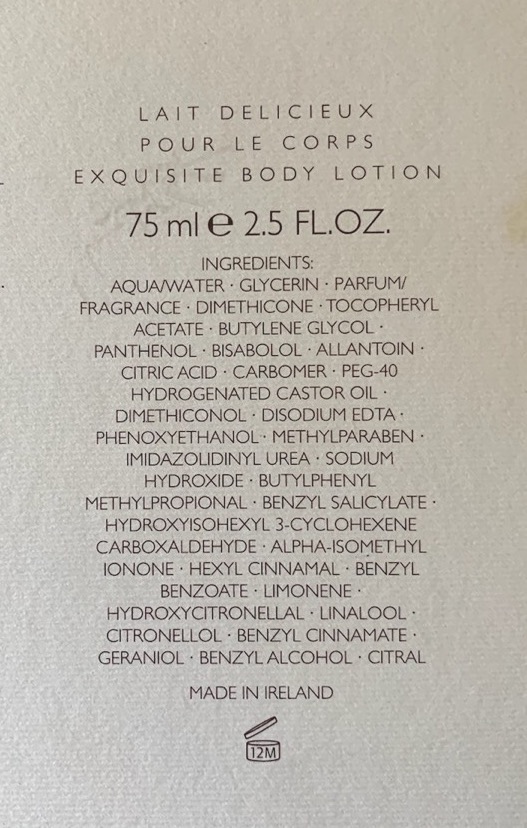 LAIT DELICIEUX
POUR LE CORPS
EXQUISITE BODY LOTION
75 ml ℮ 2.5 FL.OZ.
INGREDIENTS:
AQUA/WATER · GLYCERIN · PARFUM/
FRAGRANCE · DIMETHICONE · TOCOPHERYL
ACETATE · BUTYLENE GLYCOL ·
PANTHENOL · BISABOLOL · ALLANTOIN ·
CITRIC ACID · CARBOMER · PEG-40
HYDROGENATED CASTOR OIL ·
DIMETHICONOL · DISODIUM EDTA ·
PHENOXYETHANOL · METHYLPARABEN ·
IMIDAZOLIDINYL UREA · SODIUM
HYDROXIDE · BUTYLPHENYL
METHYLPROPIONAL · BENZYL SALICYLATE ·
HYDROXYISOHEXYL 3-CYCLOHEXENE
CARBOXALDEHYDE · ALPHA-ISOMETHYL
IONONE · HEXYL CINNAMAL · BENZYL
BENZOATE · LIMONENE ·
HYDROXYCITRONELLAL · LINALOOL ·
CITRONELLOL · BENZYL CINNAMATE ·
GERANIOL · BENZYL ALCOHOL · CITRAL
MADE IN IRELAND
12M